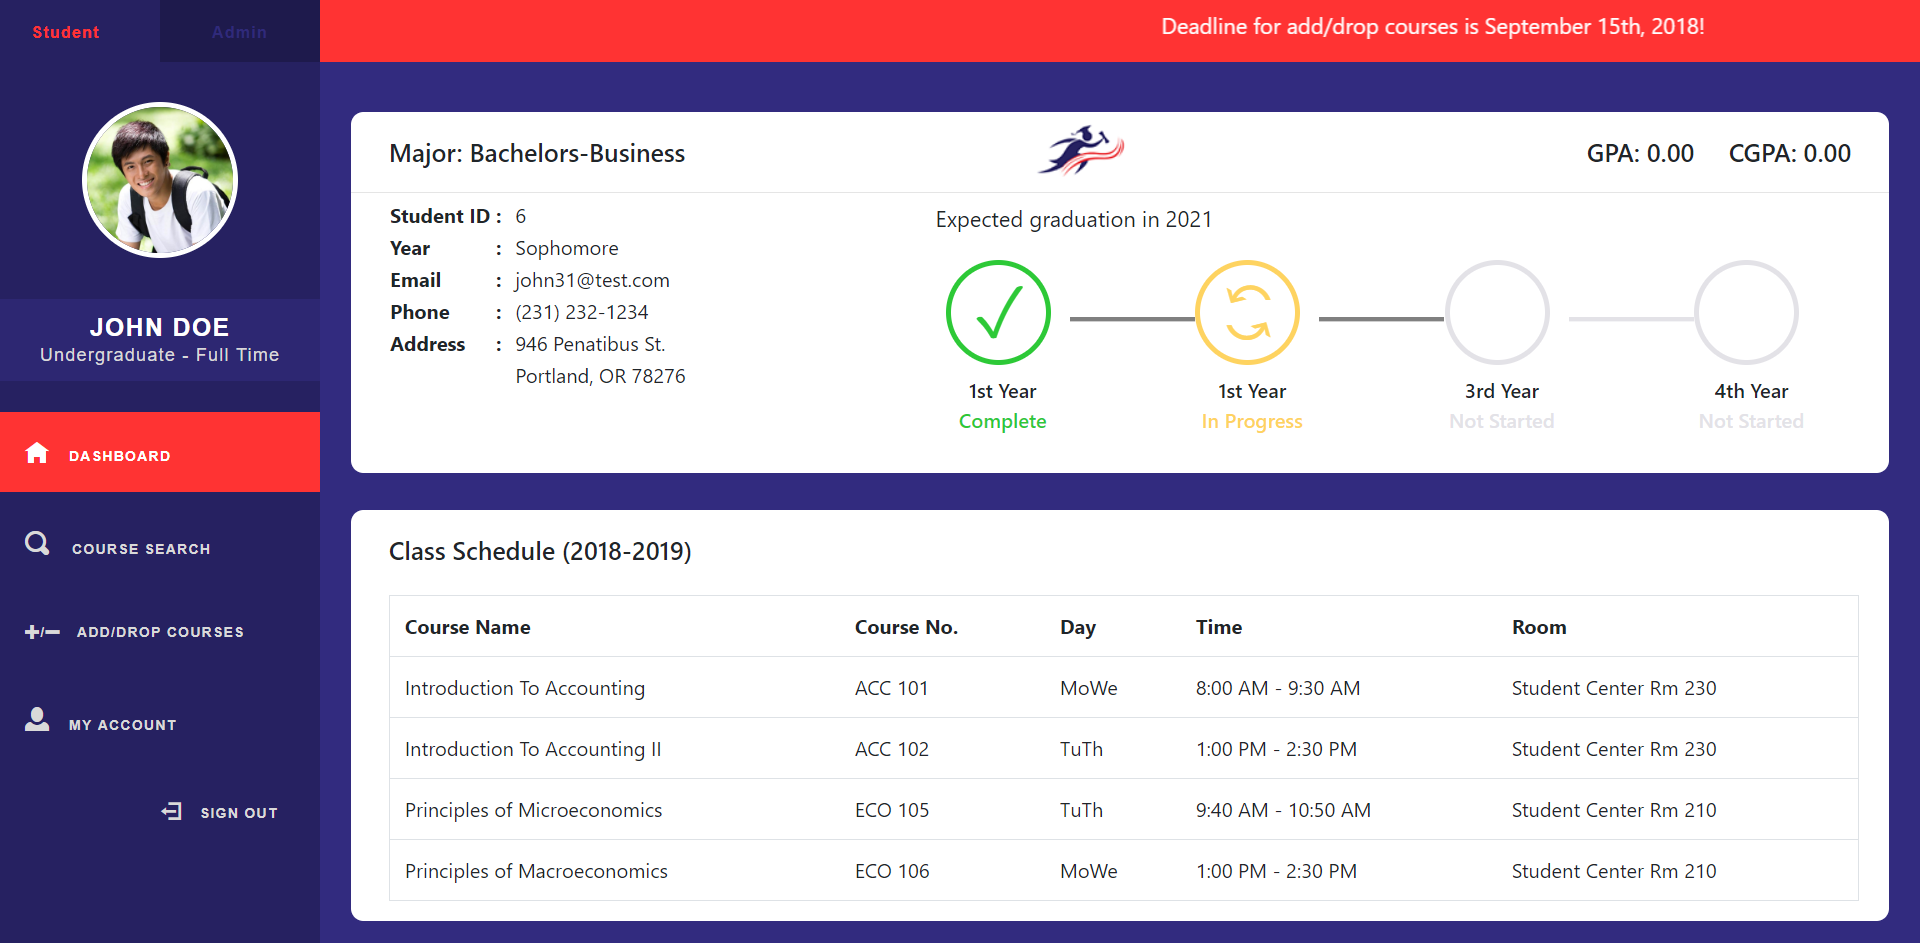 Student Admin
Deadline for add/drop courses is September 15th, 2018!
JOHN DOE
Undergraduate - Full Time
DASHBOARD
COURSE SEARCH
+/- ADD/DROP COURSES
MY ACCOUNT
SIGN OUT
Major: Bachelors-Business GPA: 0.00 CGPA: 0.00
Student ID : 6
Year : Sophomore
Email : john31@test.com
Phone : (231) 232-1234
Address : 946 Penatibus St.
Portland, OR 78276
Expected graduation in 2021
1st Year 1st Year 3rd Year 4th Year
Complete In Progress Not Started Not Started
Class Schedule (2018-2019)
Course Name Course No. Day Time Room
Introduction To Accounting ACC 101 MoWe 8:00 AM - 9:30 AM Student Center Rm 230
Introduction To Accounting II ACC 102 TuTh 1:00 PM - 2:30 PM Student Center Rm 230
Principles of Microeconomics ECO 105 TuTh 9:40 AM - 10:50 AM Student Center Rm 210
Principles of Macroeconomics ECO 106 MoWe 1:00 PM - 2:30 PM Student Center Rm 210